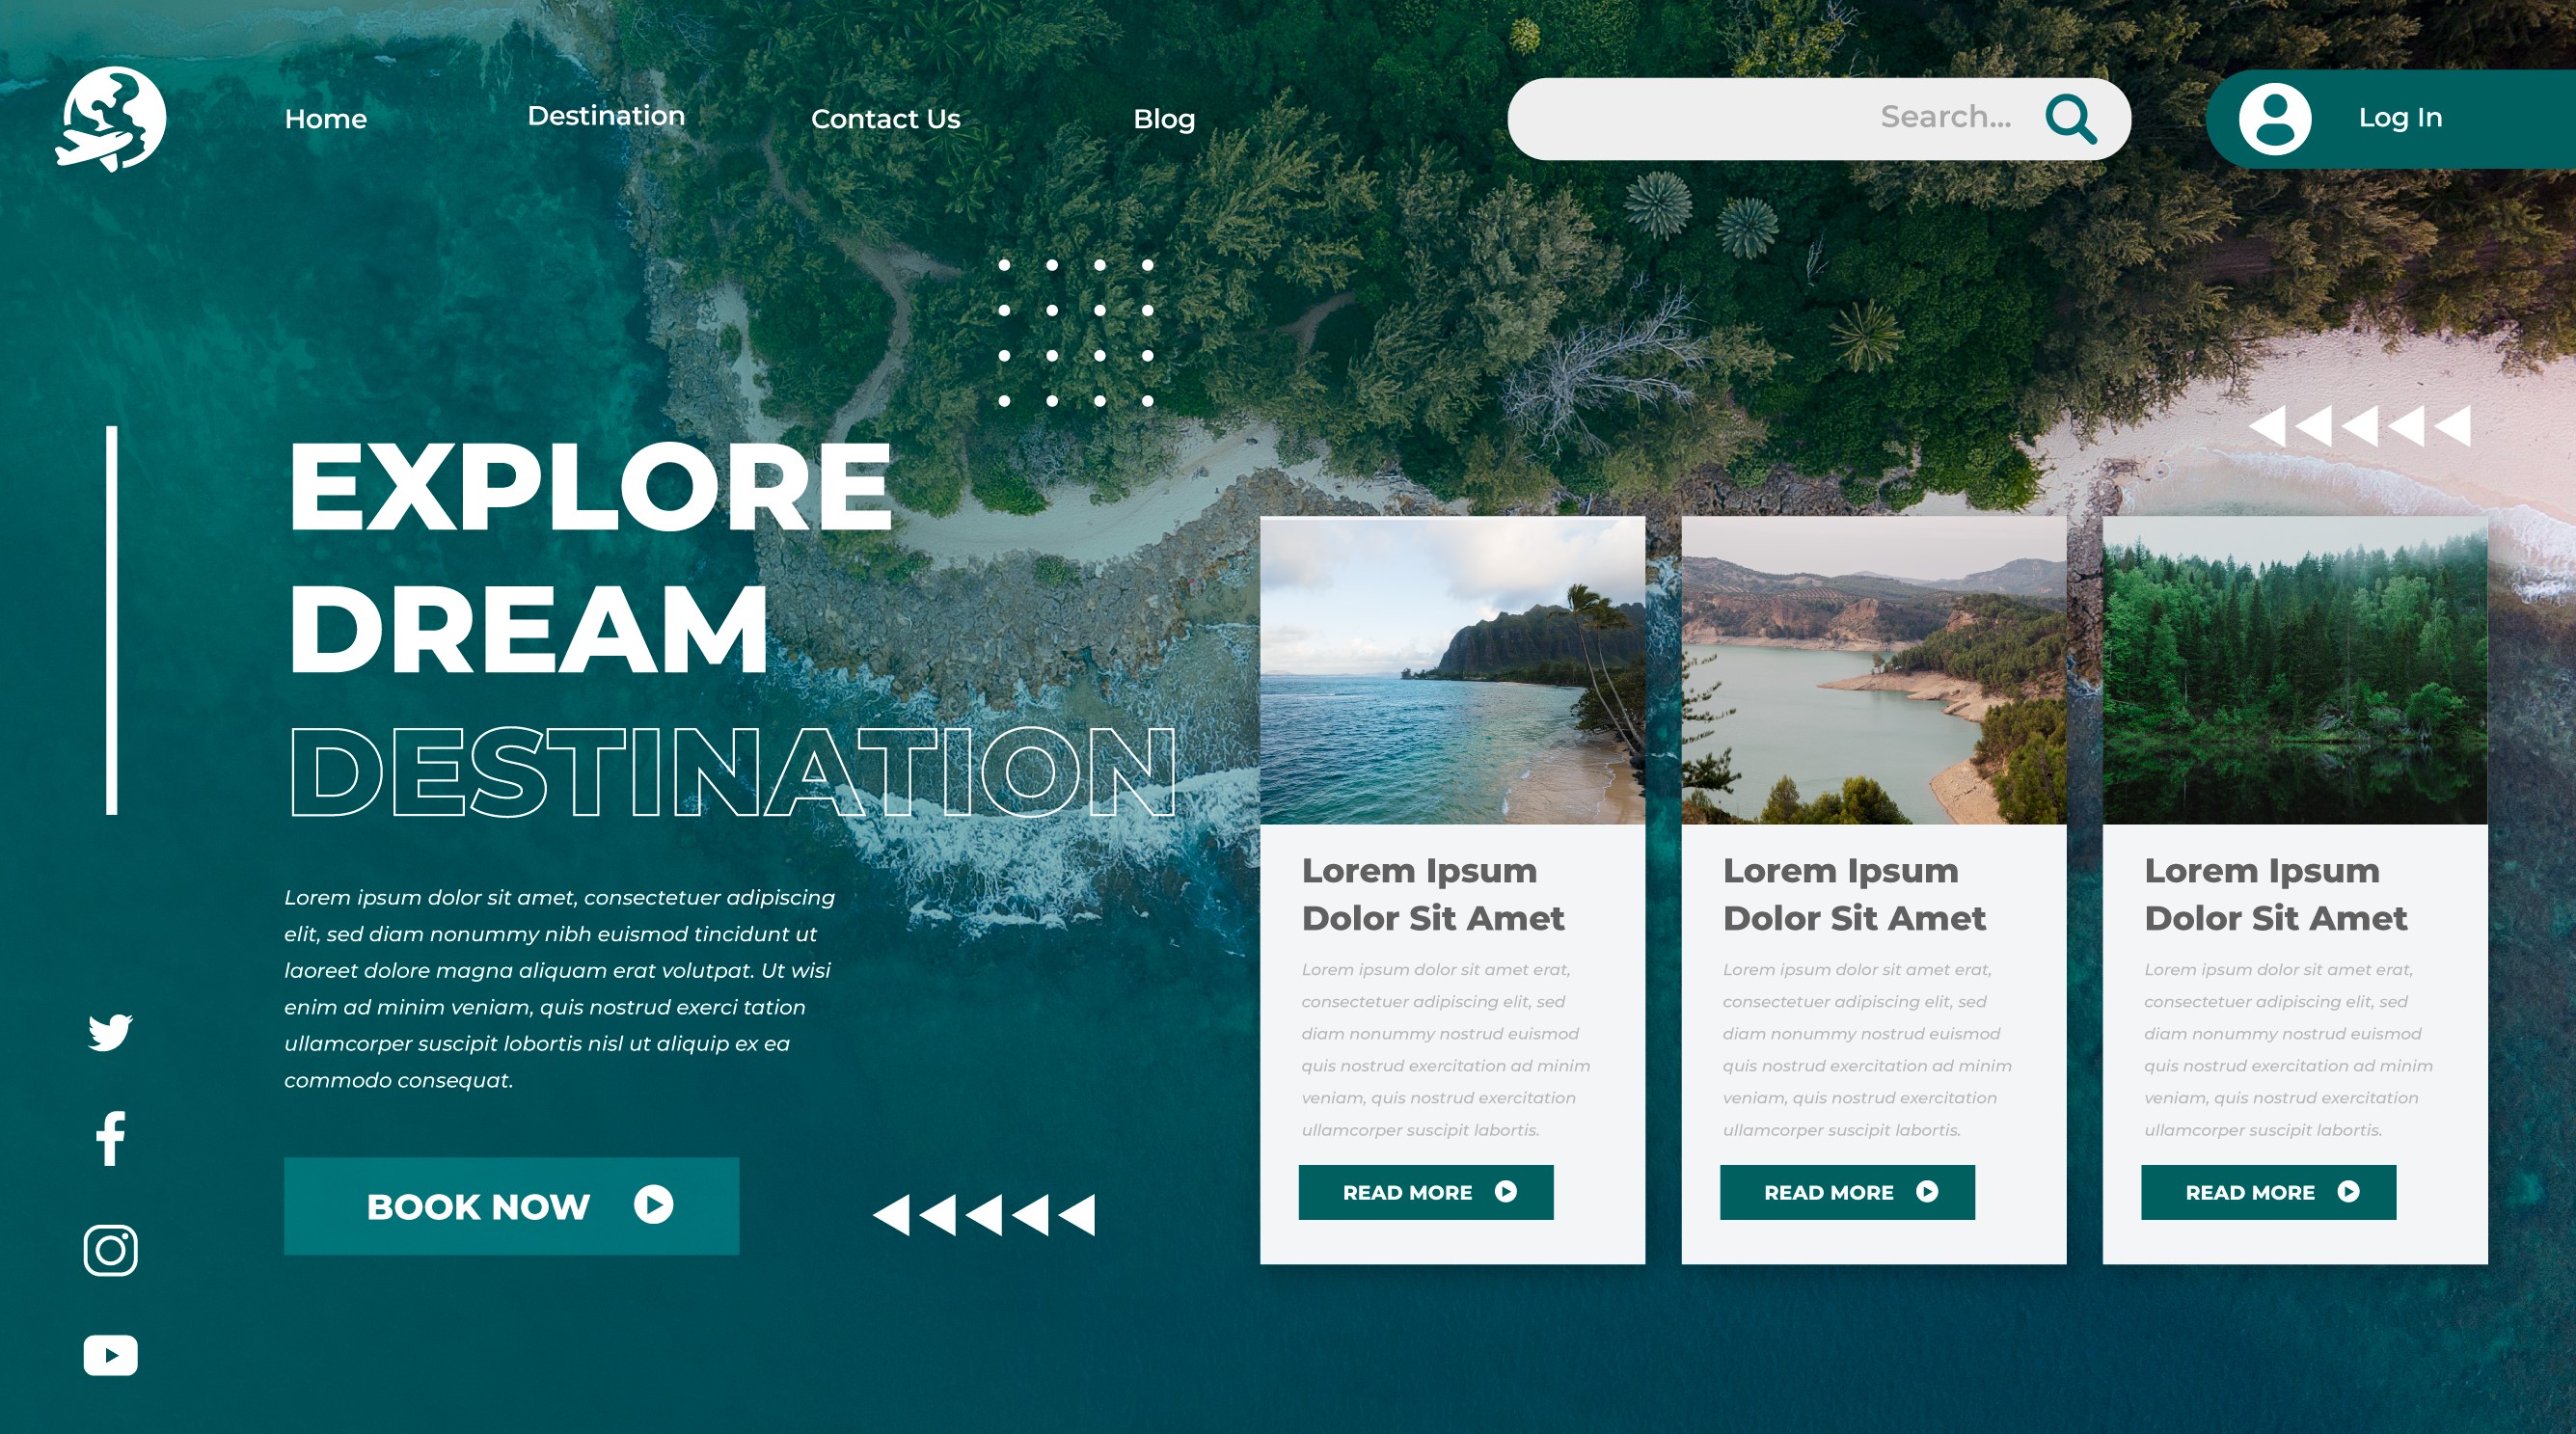 Home
Destination
Contact Us
Blog
Search...
Log In
EXPLORE
DREAM
DESTINATION
Lorem ipsum dolor sit amet, consectetuer adipiscing
elit, sed diam nonummy nibh euismod tincidunt ut
laoreet dolore magna aliquam erat volutpat. Ut wisi
enim ad minim veniam, quis nostrud exerci tation
ullamcorper suscipit lobortis nisl ut aliquip ex ea
commodo consequat.
BOOK NOW
Lorem Ipsum
Dolor Sit Amet
Lorem ipsum dolor sit amet erat,
consectetuer adipiscing elit, sed
diam nonummy nostrud euismod
quis nostrud exercitation ad minim
veniam, quis nostrud exercitation
ullamcorper suscipit labortis.
READ MORE
Lorem Ipsum
Dolor Sit Amet
Lorem ipsum dolor sit amet erat,
consectetuer adipiscing elit, sed
diam nonummy nostrud euismod
quis nostrud exercitation ad minim
veniam, quis nostrud exercitation
ullamcorper suscipit labortis.
READ MORE
Lorem Ipsum
Dolor Sit Amet
Lorem ipsum dolor sit amet erat,
consectetuer adipiscing elit, sed
diam nonummy nostrud euismod
quis nostrud exercitation ad minim
veniam, quis nostrud exercitation
ullamcorper suscipit labortis.
READ MORE